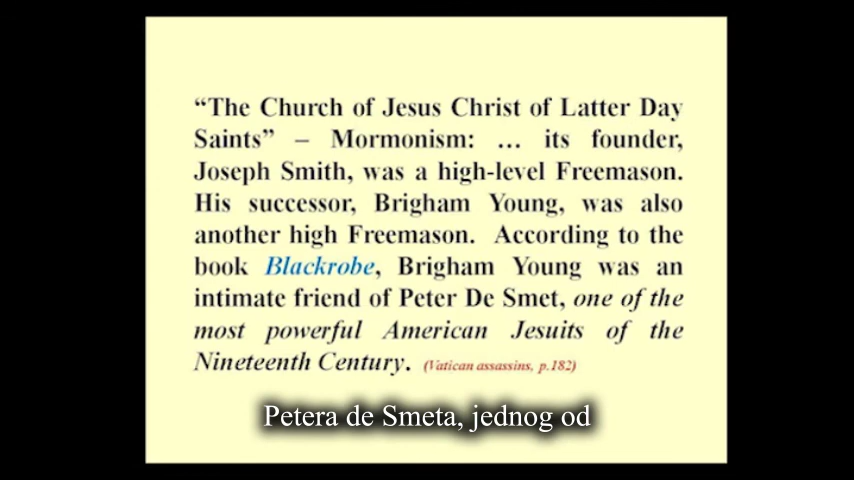 “The Church of Jesus Christ of Latter Day
Saints” – Mormonism: … its founder,
Joseph Smith, was a high-level Freemason.
His successor, Brigham Young, was also
another high Freemason. According to the
book Blackrobe, Brigham Young was an
intimate friend of Peter De Smet, one of the
most powerful American Jesuits of the
Nineteenth Century. (Vatican assassins, p.182)
Petera de Smeta, jednog od